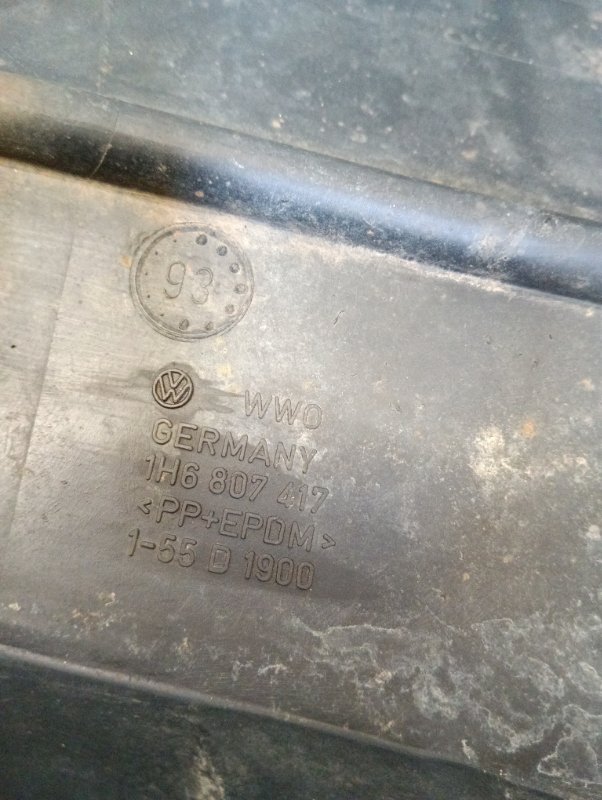 93
WWO
GERMANY
1H6 807 417
<PP+EPDM>
1-55 D 1900